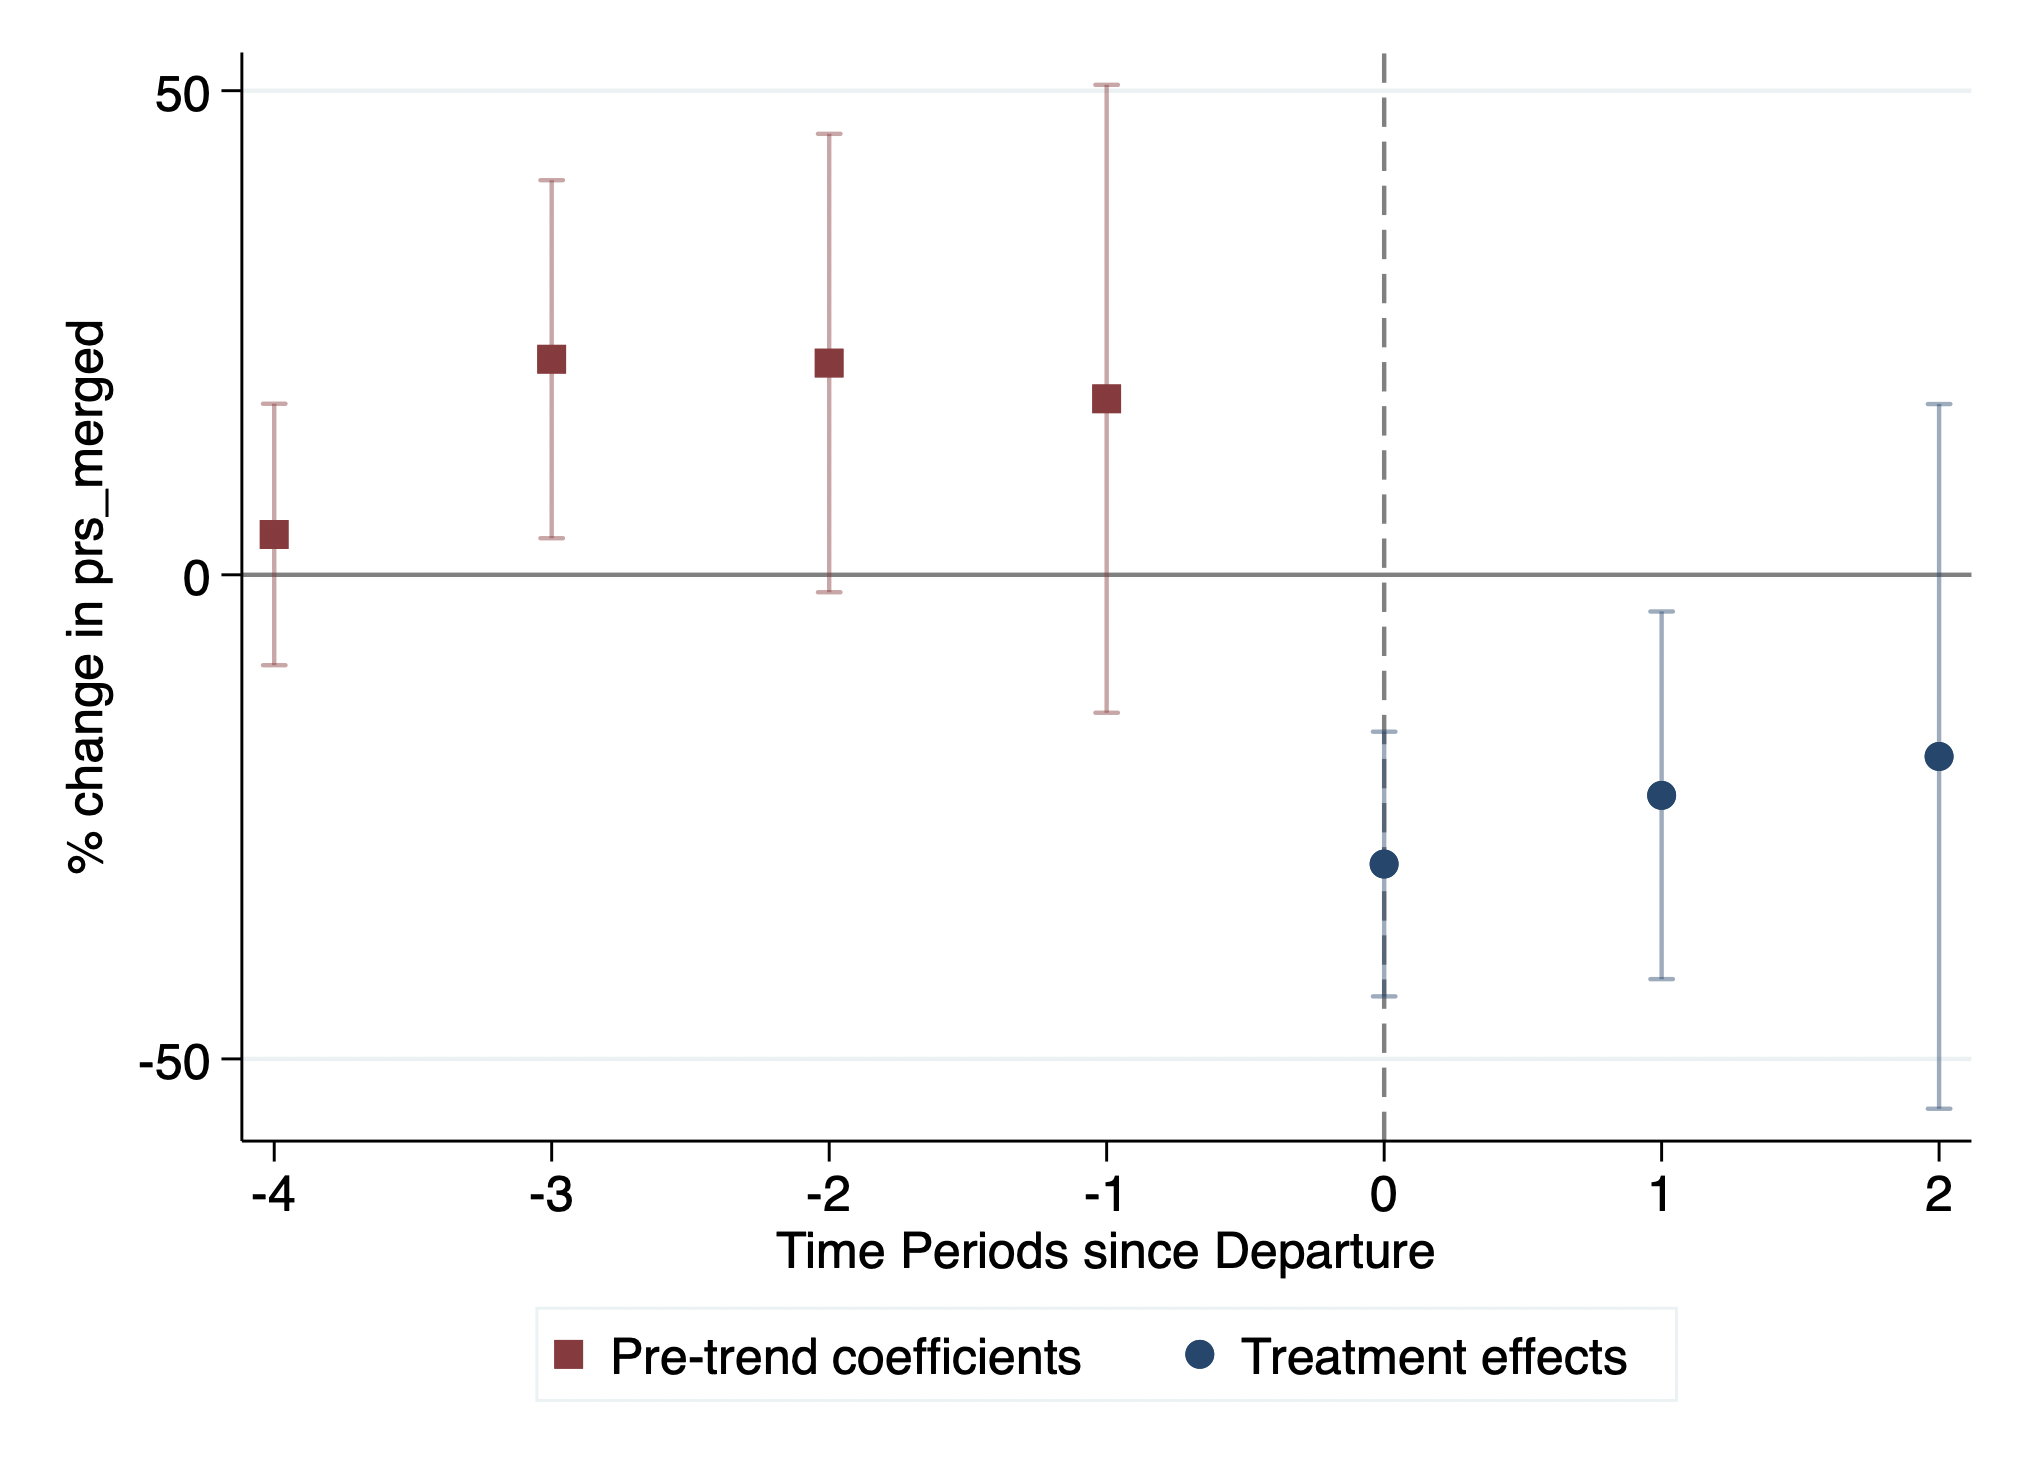 % change in prs_merged
50
0
-50
-4 -3 -2 -1 0 1 2
Time Periods since Departure
Pre-trend coefficients Treatment effects